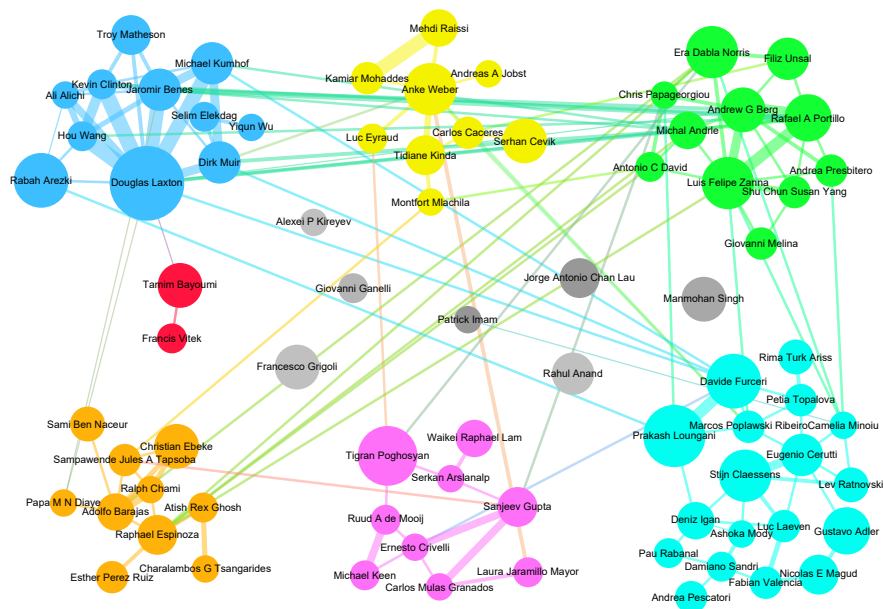 Troy Matheson
Michael Kumhof
Kevin Clinton
Jaromir Benes
Ali Alichi
Selim Elekdag
Hou Wang
Yiqun Wu
Dirk Muir
Rabah Arezki
Douglas Laxton
Mehdi Raissi
Kamiar Mohaddes
Andreas A Jobst
Anke Weber
Luc Eyraud
Carlos Caceres
Serhan Cevik
Tidiane Kinda
Montfort Mlachila
Era Dabla Norris
Filiz Unsal
Chris Papageorgiou
Andrew G Berg
Rafael A Portillo
Michal Andrle
Antonio C David
Andrea Presbitero
Luis Felipe Zanna
Shu Chun Susan Yang
Giovanni Melina
Alexei P Kireyev
Tamim Bayoumi
Francis Vitek
Giovanni Ganelli
Jorge Antonio Chan Lau
Manmohan Singh
Patrick Imam
Francesco Grigoli
Rahul Anand
Sami Ben Naceur
Christian Ebeke
Sampawende Jules A Tapsoba
Ralph Chami
Papa M N Diaye
Atish Rex Ghosh
Adolfo Barajas
Raphael Espinoza
Esther Perez Ruiz
Charalambos G Tsangarides
Waikei Raphael Lam
Tigran Poghosyan
Serkan Arslanalp
Sanjeev Gupta
Ruud A de Mooij
Ernesto Crivelli
Michael Keen
Laura Jaramillo Mayor
Carlos Mulas Granados
Rima Turk Ariss
Davide Furceri
Petia Topalova
Prakash Loungani
Marcos Poplawski Ribeiro
Camelia Minoiu
Eugenio Cerutti
Stijn Claessens
Lev Ratnovski
Deniz Igan
Luc Laeven
Gustavo Adler
Ashoka Mody
Pau Rabanal
Damiano Sandri
Nicolas E Magud
Fabian Valencia
Andrea Pescatori